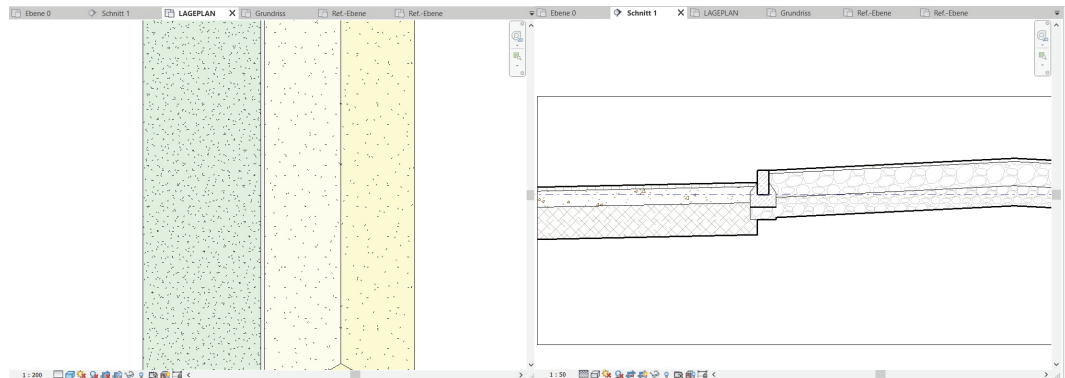 Ebene 0 Schnitt 1 LAGEPLAN X Grundriss Ref.-Ebene Ref.-Ebene
Ebene 0 Schnitt 1 X LAGEPLAN Grundriss Ref.-Ebene Ref.-Ebene
1 : 200
1 : 50